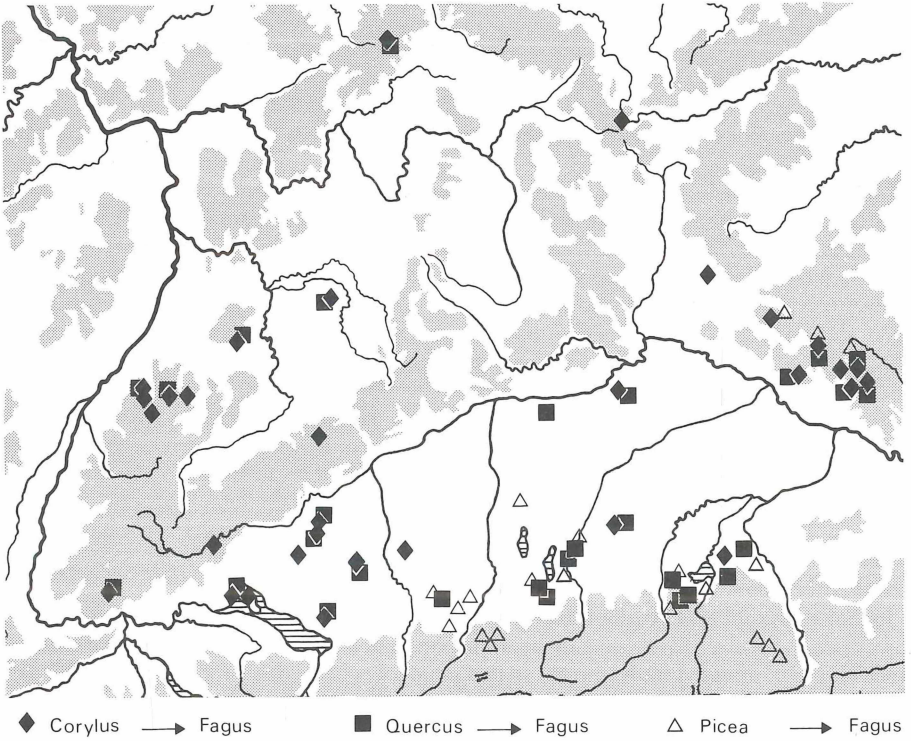 ◆ Corylus → Fagus ■ Quercus → Fagus △ Picea → Fagus